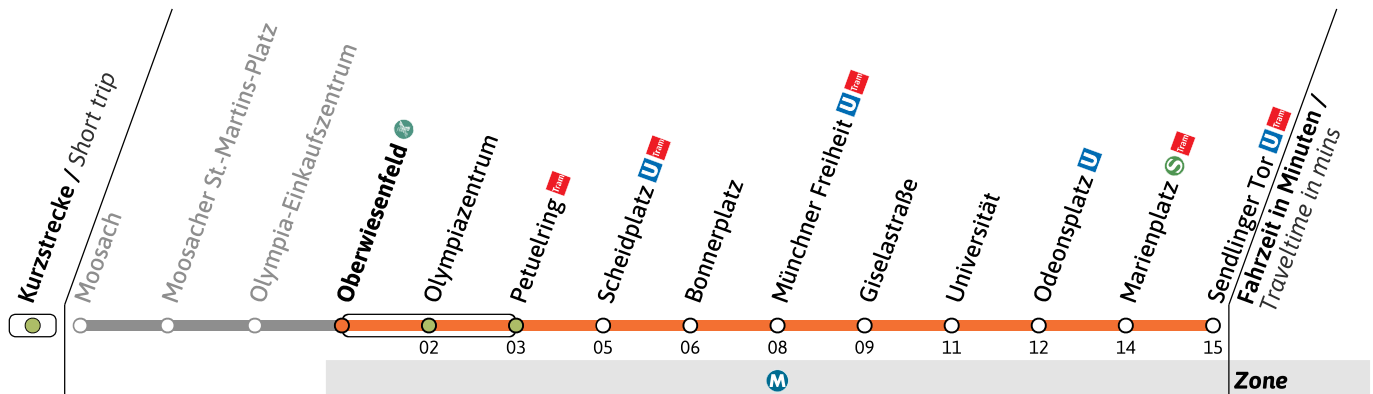 Kurzstrecke / Short trip
Moosach
Moosacher St.-Martins-Platz
Olympia-Einkaufszentrum
Oberwiesenfeld
Olympiazentrum
Petuelring Tram
Scheidplatz U Tram
Bonnerplatz
Münchner Freiheit U Tram
Giselastraße
Universität
Odeonsplatz U
Marienplatz S Tram
Sendlinger Tor U Tram
Fahrzeit in Minuten /
Traveltime in mins
02 03 05 06 08 09 11 12 14 15
M Zone